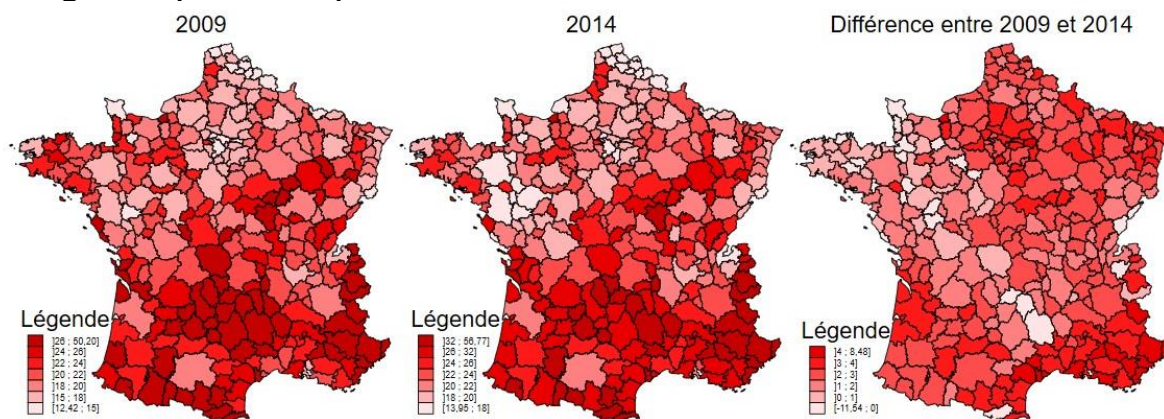 2009
2014
Différence entre 2009 et 2014
Légende
]26 ; 50,20]
]24 ; 26]
]22 ; 24]
]22 ; 22]
]18 ; 20]
]15 ; 18]
[12,42 ; 15]
Légende
]32 ; 56,77]
]26 ; 32]
]24 ; 26]
]22 ; 24]
]20 ; 22]
]18 ; 20]
[13,95 ; 18]
Légende
]4 ; 8,48]
]3 ; 4]
]2 ; 3]
]1 ; 2]
]0 ; 1]
[-11,54 ; 0]